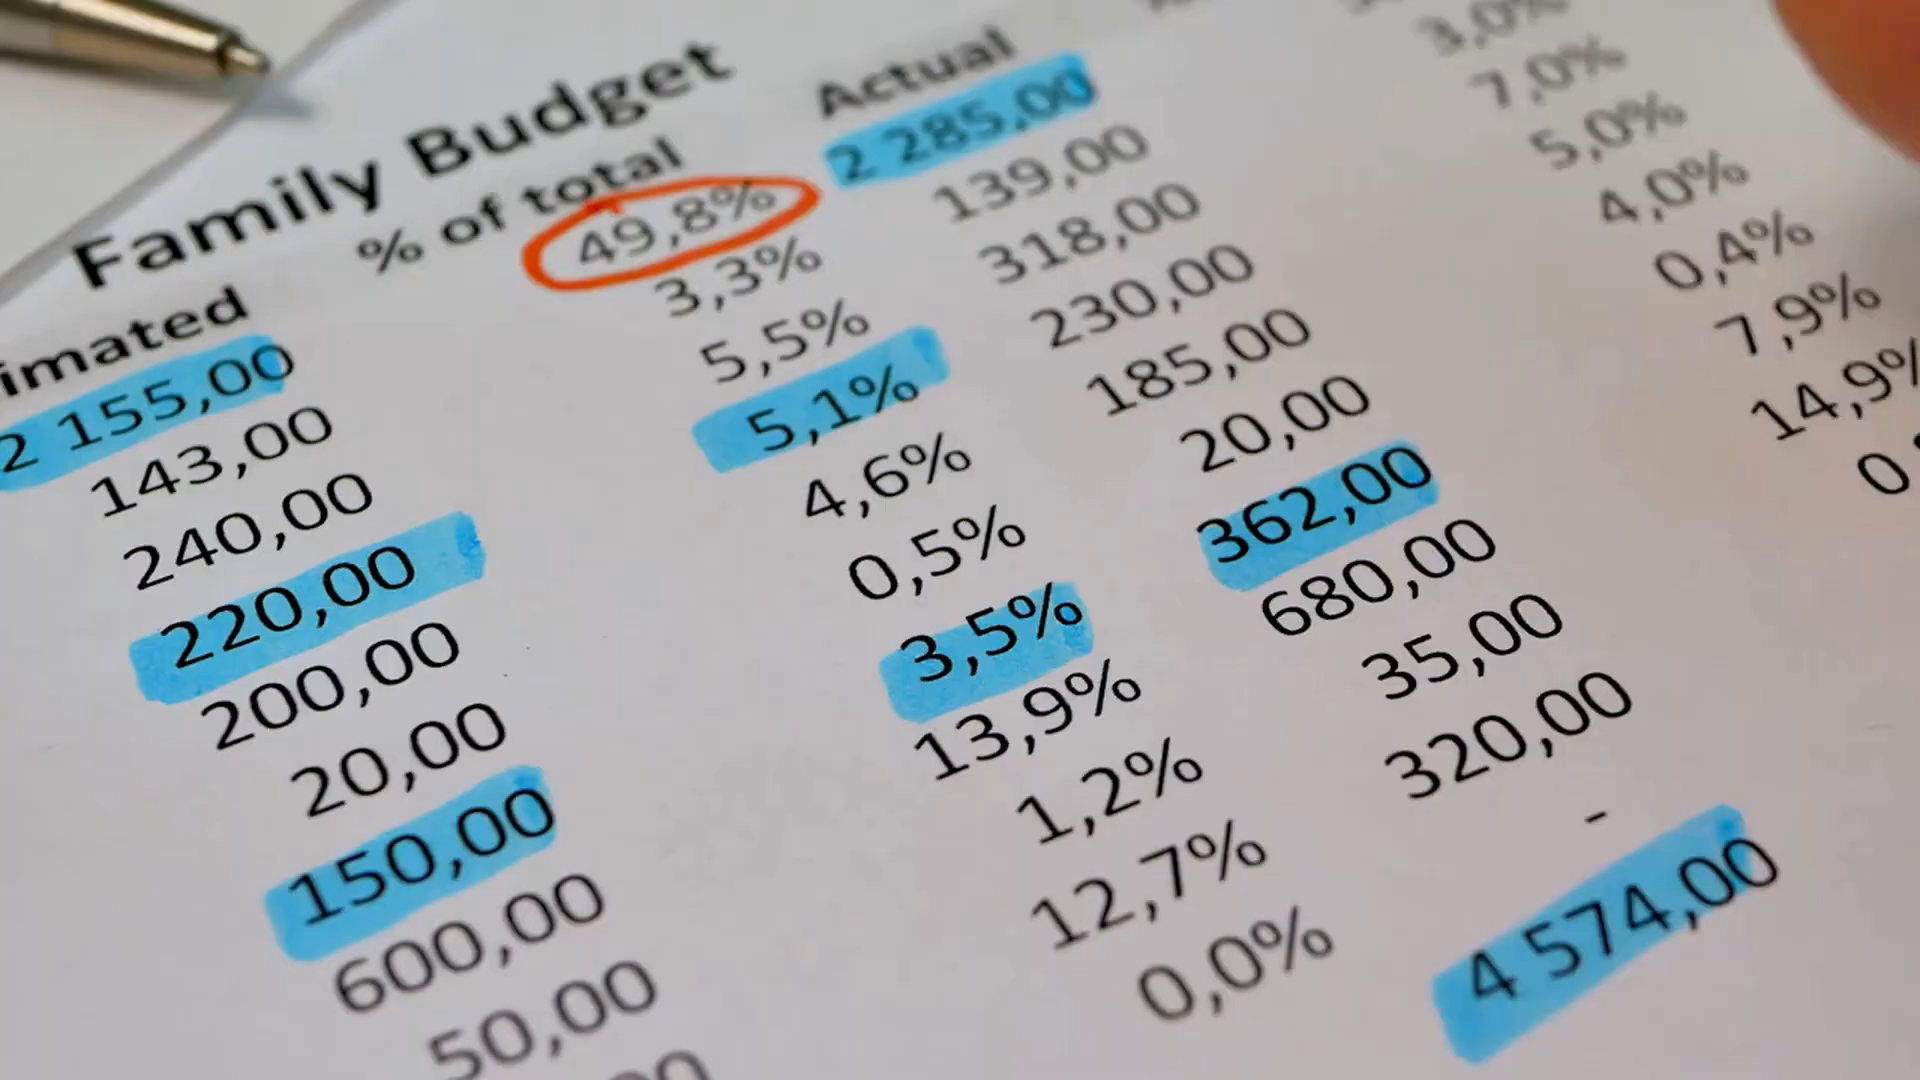 Family Budget
imated % of total Actual
2 155,00 49,8% 2 285,00
143,00 3,3% 139,00 3,0%
240,00 5,5% 318,00 7,0%
220,00 5,1% 230,00 5,0%
200,00 4,6% 185,00 4,0%
20,00 0,5% 20,00 0,4%
150,00 3,5% 362,00 7,9%
600,00 13,9% 680,00 14,9%
50,00 1,2% 35,00
12,7% 320,00
0,0% -
4 574,00